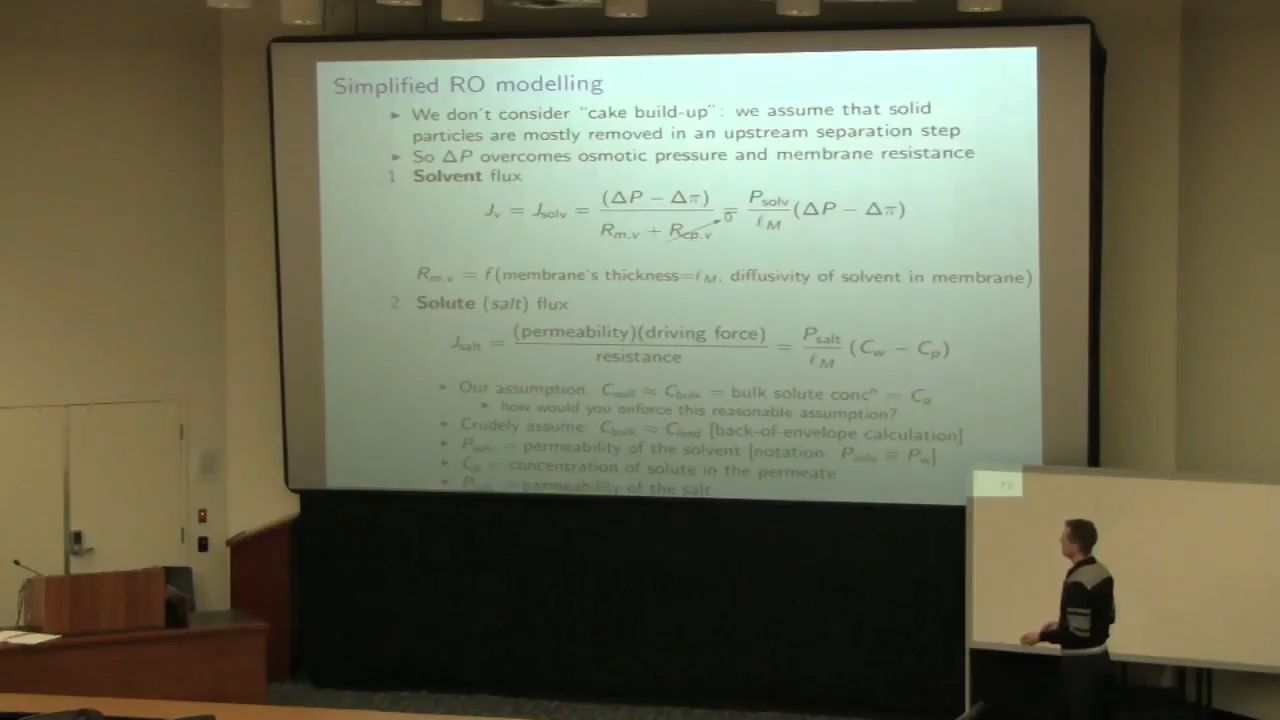 Simplified RO modelling
▸ We don't consider "cake build-up": we assume that solid
particles are mostly removed in an upstream separation step
▸ So ΔP overcomes osmotic pressure and membrane resistance
1 Solvent flux
J_v = J_solv = (ΔP − Δπ) / (R_m,v + R_cp,v → 0) = P_solv / ℓ_M (ΔP − Δπ)
R_m,v = f(membrane's thickness=ℓ_M, diffusivity of solvent in membrane)
2 Solute (salt) flux
J_salt = (permeability)(driving force) / resistance = P_salt / ℓ_M (C_w − C_p)
▸ Our assumption: C_wall ≈ C_bulk = bulk solute concⁿ = C_o
▸ how would you enforce this reasonable assumption?
▸ Crudely assume: C_bulk ≈ C_feed [back-of-envelope calculation]
▸ P_solv = permeability of the solvent [notation: P_solv ≡ P_w]
▸ C_p = concentration of solute in the permeate
▸ = permeability of the salt